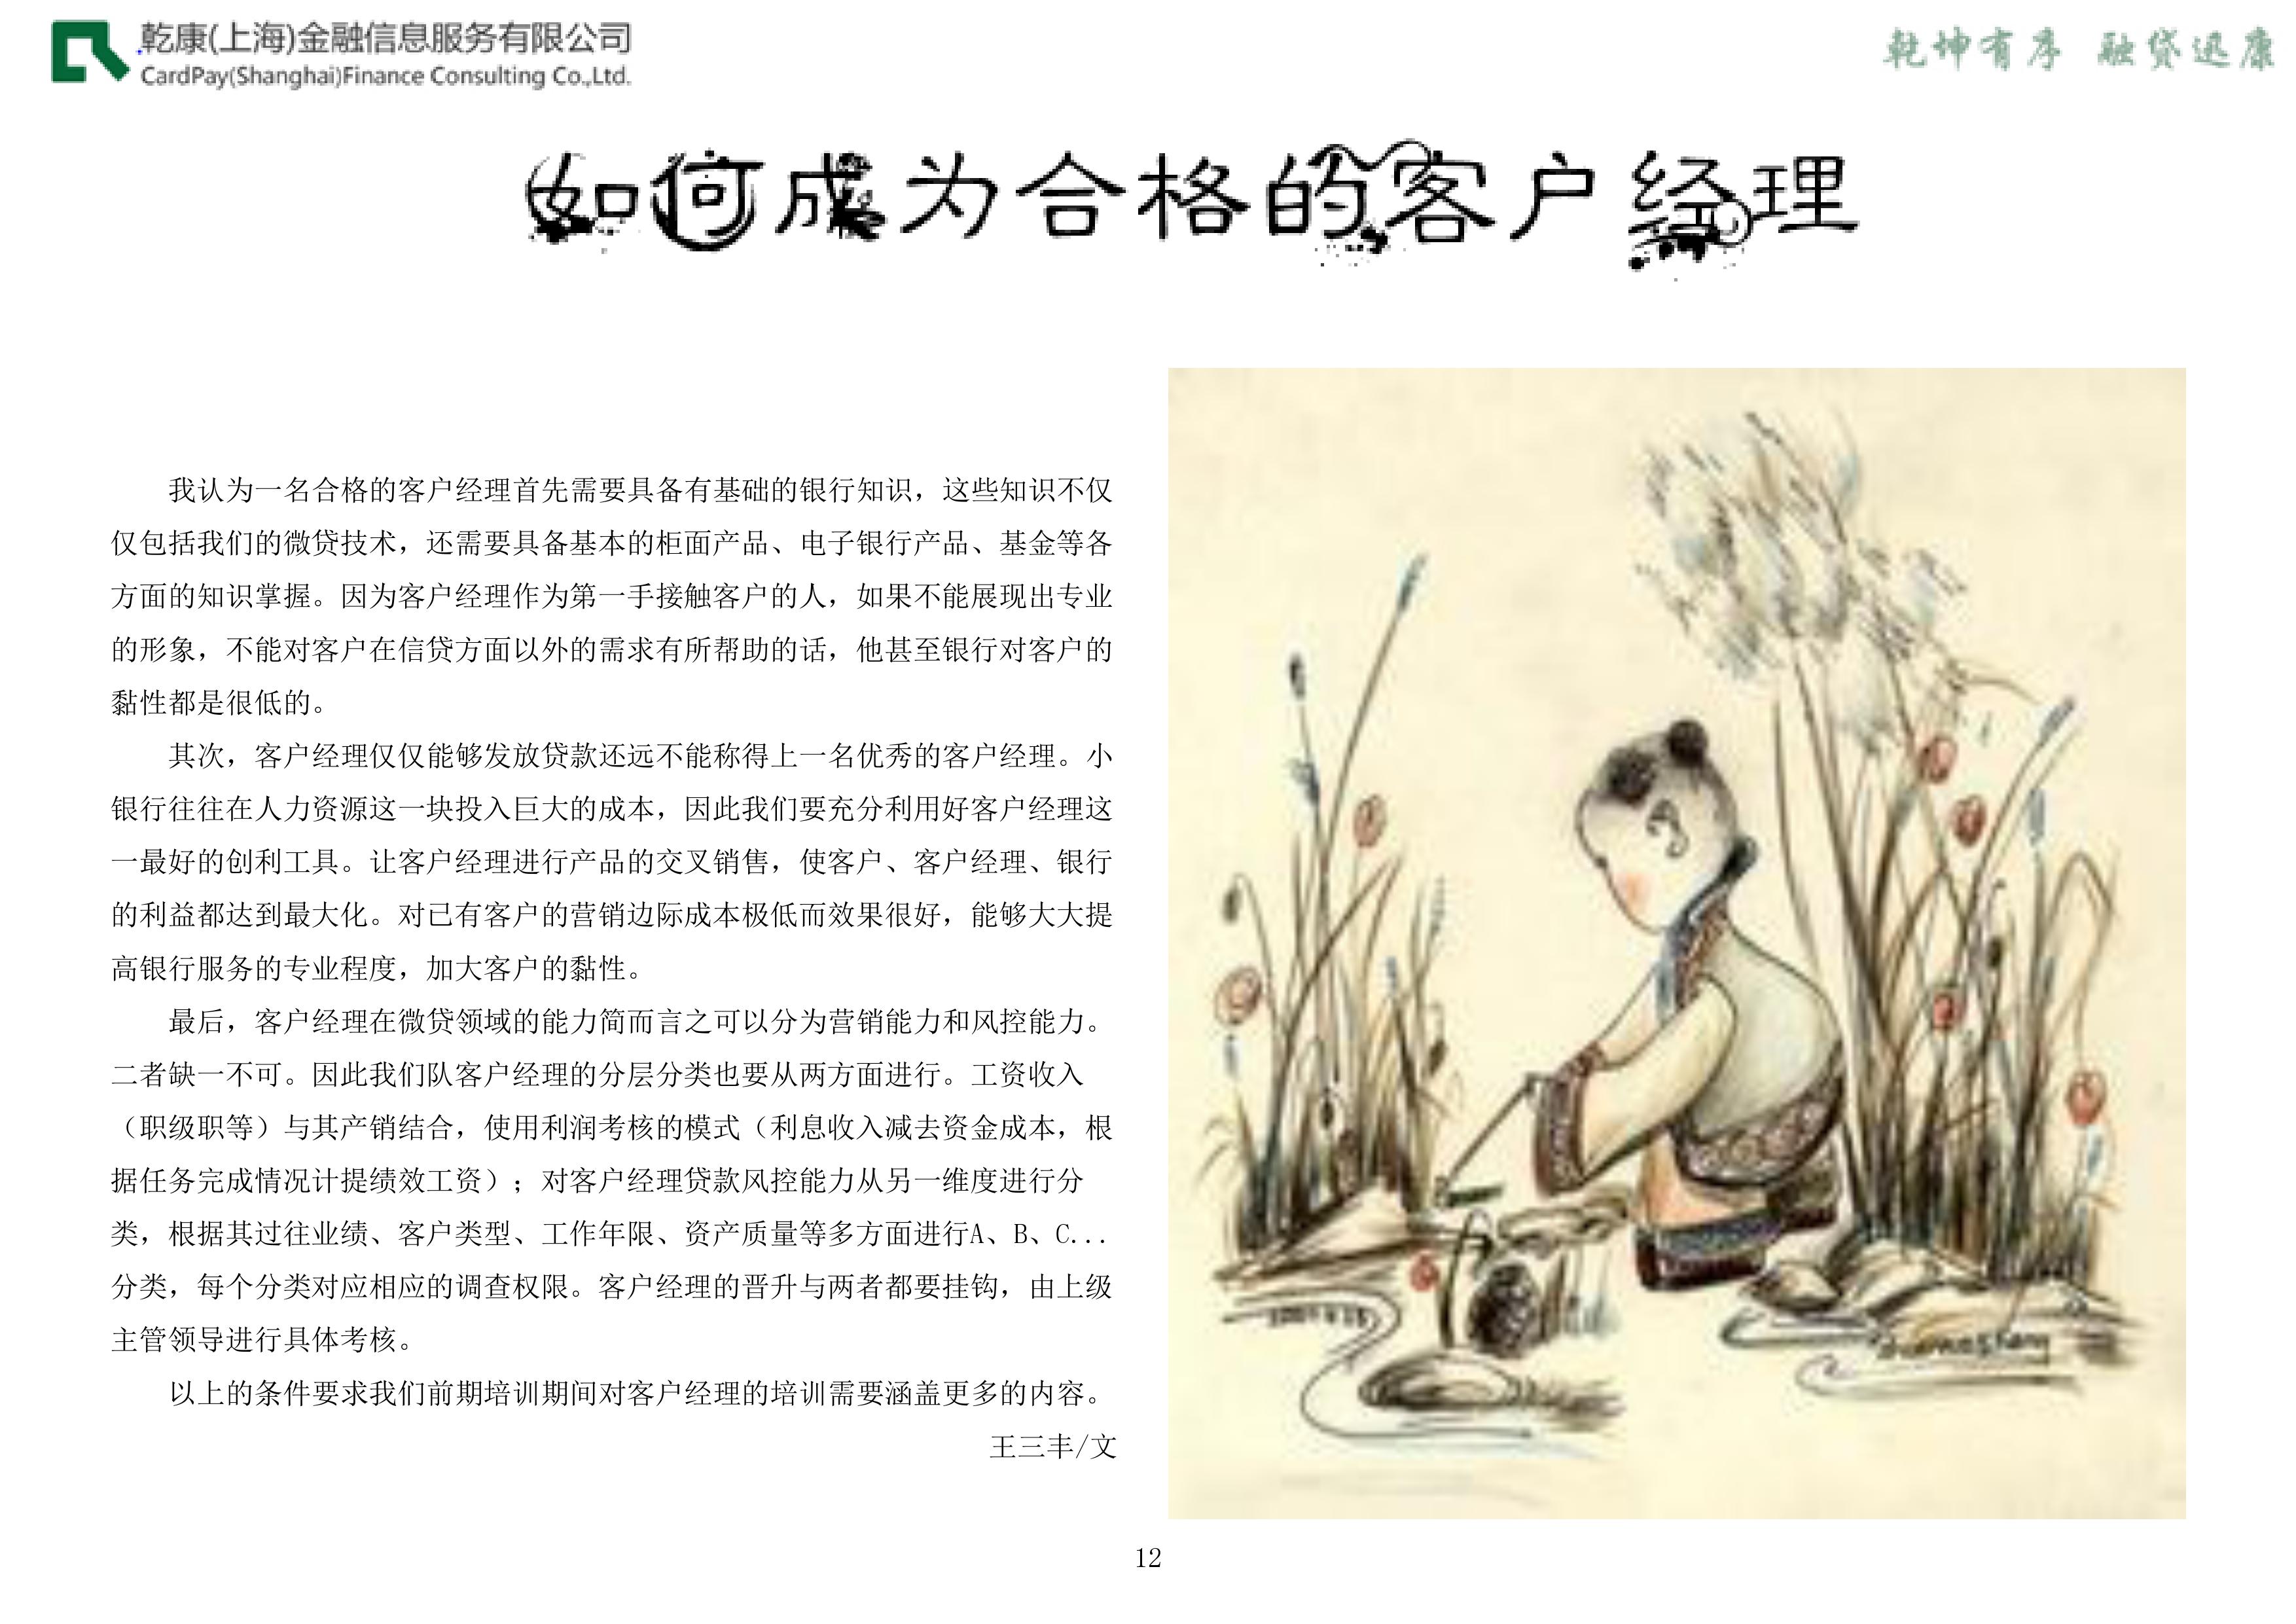 乾康(上海)金融信息服务有限公司
CardPay(Shanghai)Finance Consulting Co.,Ltd.
乾坤有序 融贷迅康
如何成为合格的客户经理
我认为一名合格的客户经理首先需要具备有基础的银行知识，这些知识不仅
仅包括我们的微贷技术，还需要具备基本的柜面产品、电子银行产品、基金等各
方面的知识掌握。因为客户经理作为第一手接触客户的人，如果不能展现出专业
的形象，不能对客户在信贷方面以外的需求有所帮助的话，他甚至银行对客户的
黏性都是很低的。
其次，客户经理仅仅能够发放贷款还远不能称得上一名优秀的客户经理。小
银行往往在人力资源这一块投入巨大的成本，因此我们要充分利用好客户经理这
一最好的创利工具。让客户经理进行产品的交叉销售，使客户、客户经理、银行
的利益都达到最大化。对已有客户的营销边际成本极低而效果很好，能够大大提
高银行服务的专业程度，加大客户的黏性。
最后，客户经理在微贷领域的能力简而言之可以分为营销能力和风控能力。
二者缺一不可。因此我们队客户经理的分层分类也要从两方面进行。工资收入
（职级职等）与其产销结合，使用利润考核的模式（利息收入减去资金成本，根
据任务完成情况计提绩效工资）；对客户经理贷款风控能力从另一维度进行分
类，根据其过往业绩、客户类型、工作年限、资产质量等多方面进行A、B、C...
分类，每个分类对应相应的调查权限。客户经理的晋升与两者都要挂钩，由上级
主管领导进行具体考核。
以上的条件要求我们前期培训期间对客户经理的培训需要涵盖更多的内容。
王三丰/文
12